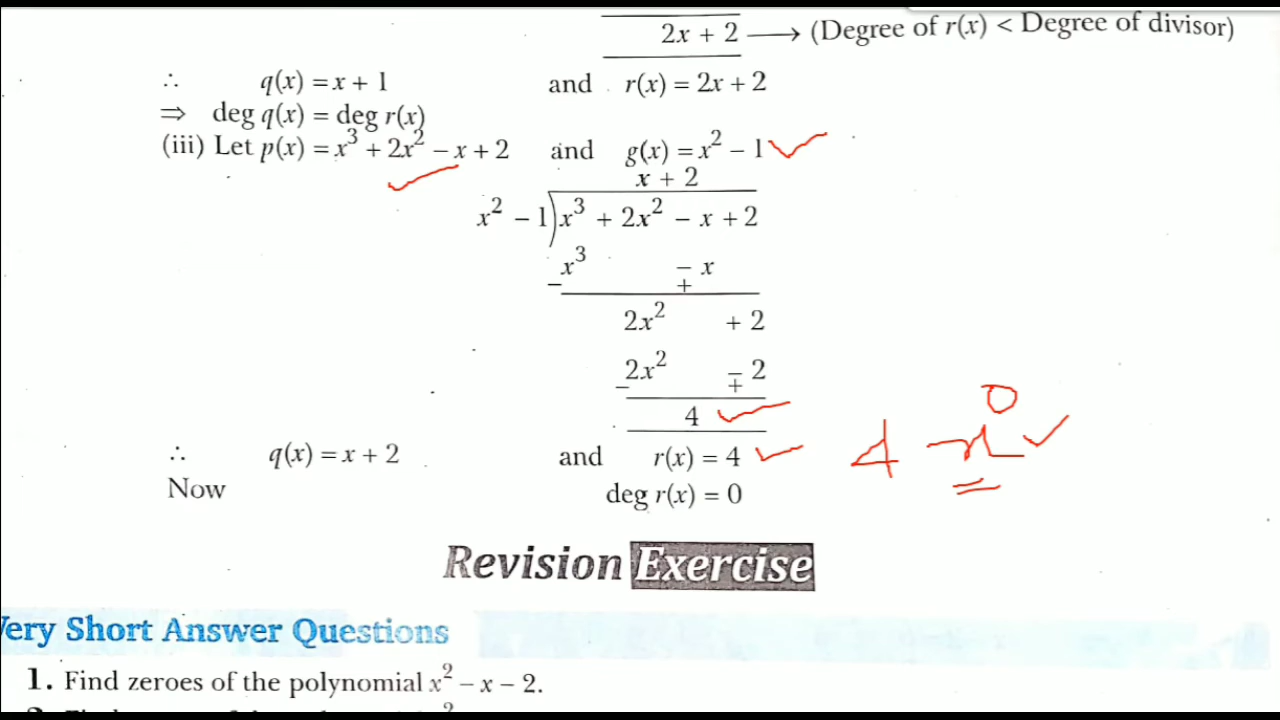 2x + 2 ⟶ (Degree of r(x) < Degree of divisor)
∴ q(x) = x + 1 and r(x) = 2x + 2
⇒ deg q(x) = deg r(x)
(iii) Let p(x) = x³ + 2x² − x + 2 and g(x) = x² − 1
x + 2
x² − 1)x³ + 2x² − x + 2
x³ − x
− +
2x² + 2
2x² − 2
− +
4
∴ q(x) = x + 2 and r(x) = 4
4 x⁰
Now deg r(x) = 0
Revision Exercise
Very Short Answer Questions
1. Find zeroes of the polynomial x² − x − 2.